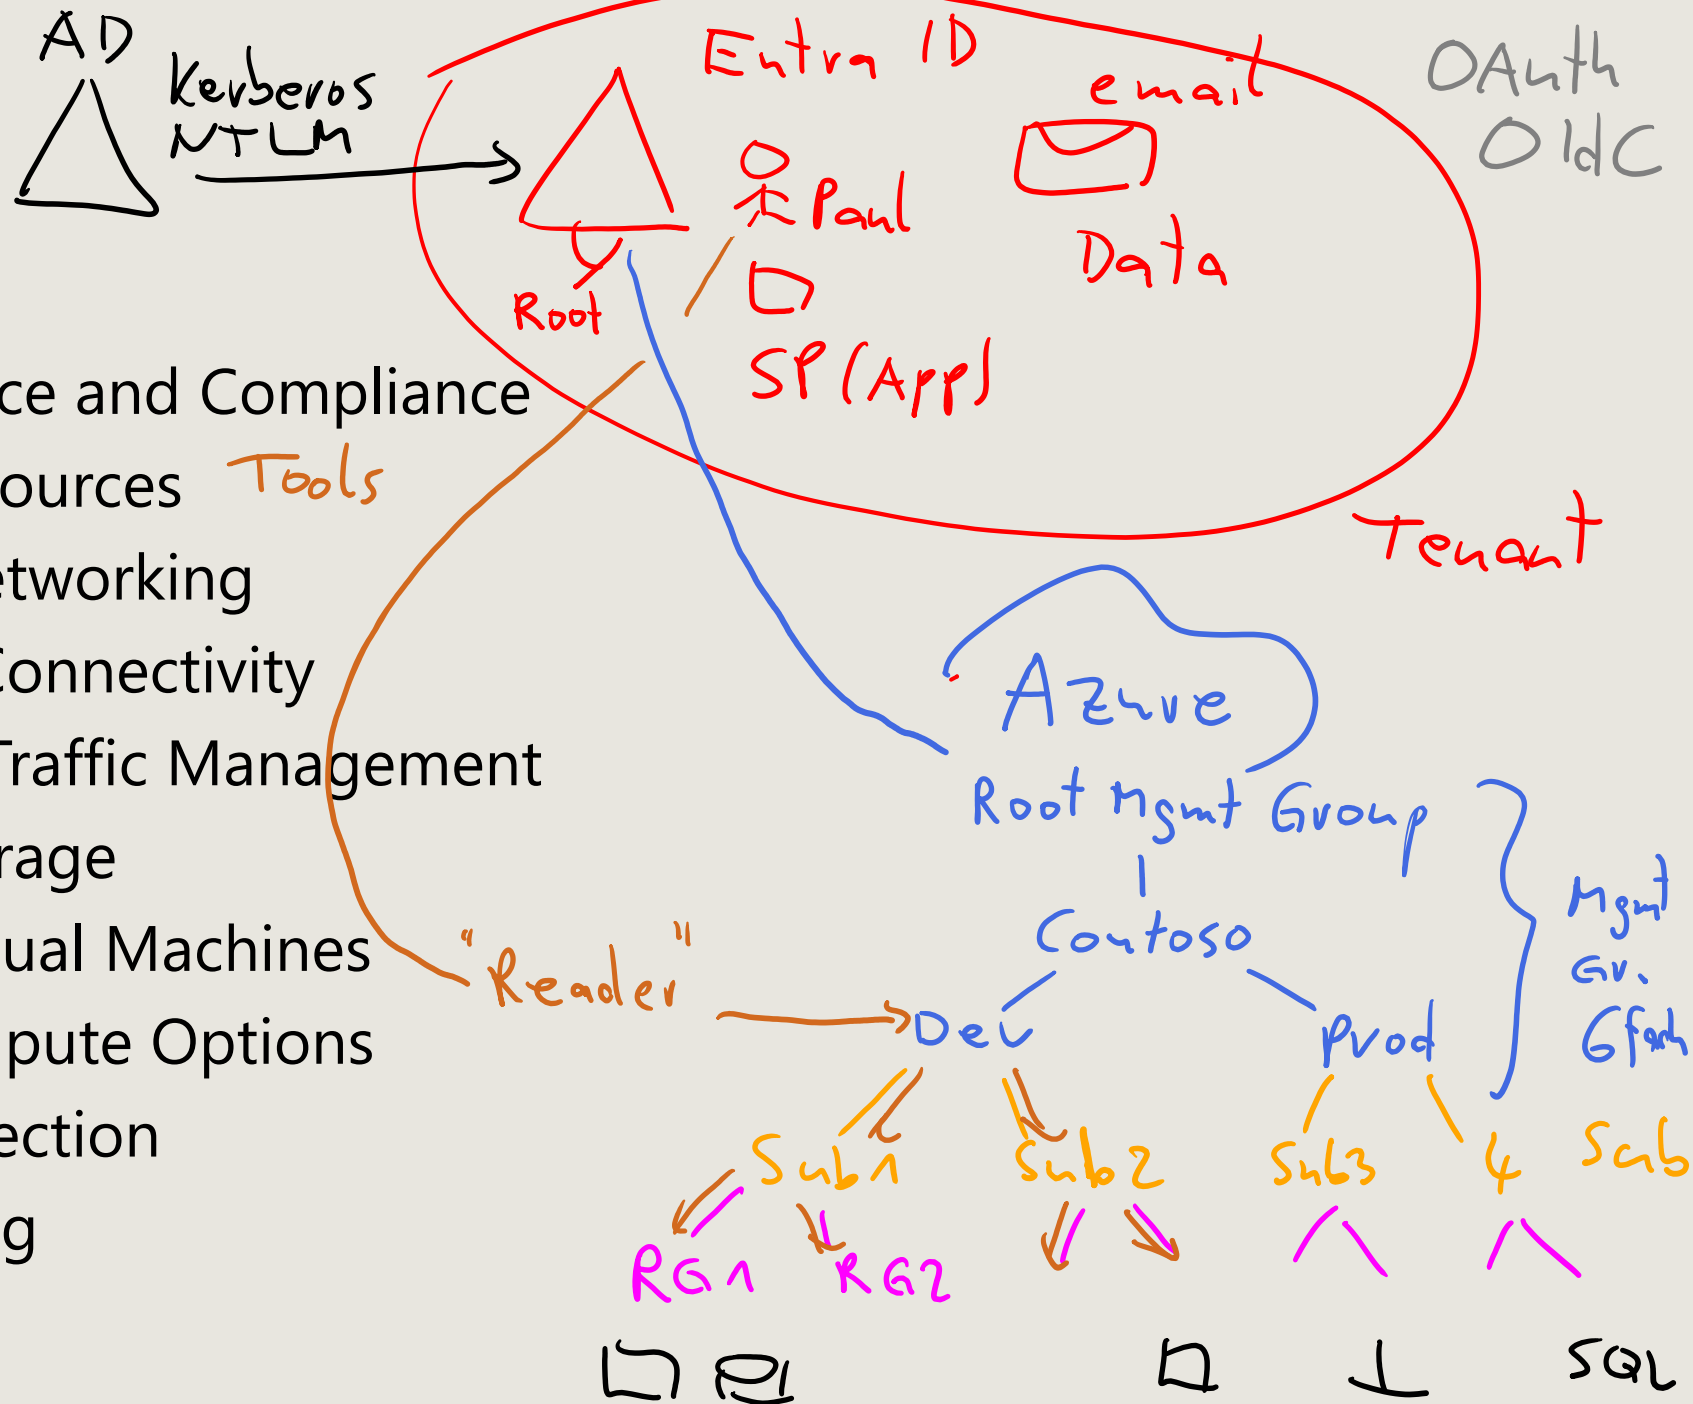 AD
Kerberos
NTLM
Entra ID
email
OAuth
OIdC
Paul
Data
Root
SP (App)
ce and Compliance
ources Tools
Tenant
tworking
Connectivity
Azure
Traffic Management
Root Mgmt Group
rage
Mgmt
Gr.
ual Machines
Contoso
"Reader"
pute Options
Dev
Prod
ection
Sub1
Sub2
Sub3
4
Sub
g
RG1
RG2
SQL